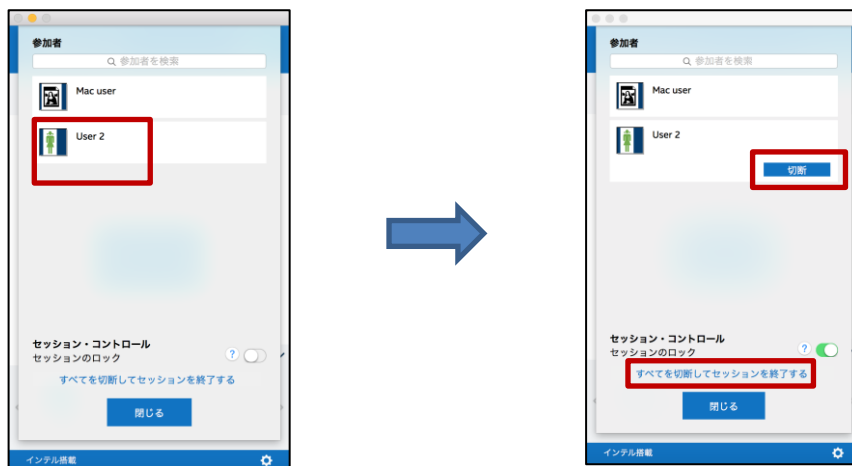 参加者
参加者を検索
Mac user
User 2
セッション・コントロール
セッションのロック
?
すべてを切断してセッションを終了する
閉じる
インテル搭載
参加者
参加者を検索
Mac user
User 2
切断
セッション・コントロール
セッションのロック
?
すべてを切断してセッションを終了する
閉じる
インテル搭載